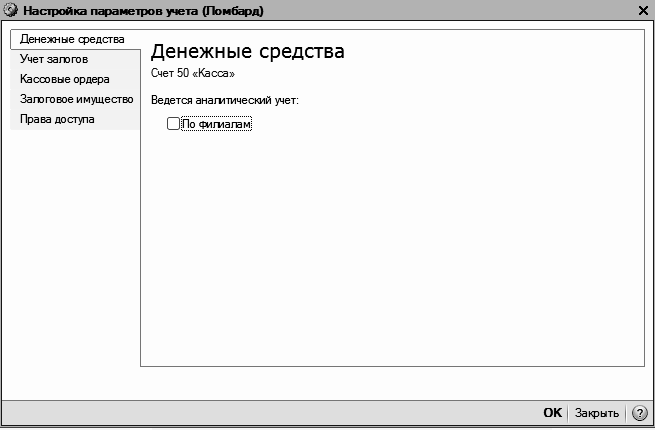 Настройка параметров учета (Ломбард)
Денежные средства
Учет залогов
Кассовые ордера
Залоговое имущество
Права доступа
Денежные средства
Счет 50 «Касса»
Ведется аналитический учет:
По филиалам
OK
Закрыть
?